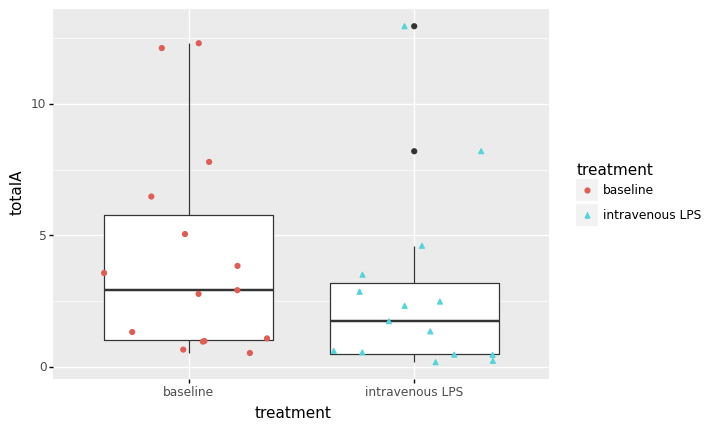 totalA
10
5
0
baseline
intravenous LPS
treatment
treatment
baseline
intravenous LPS